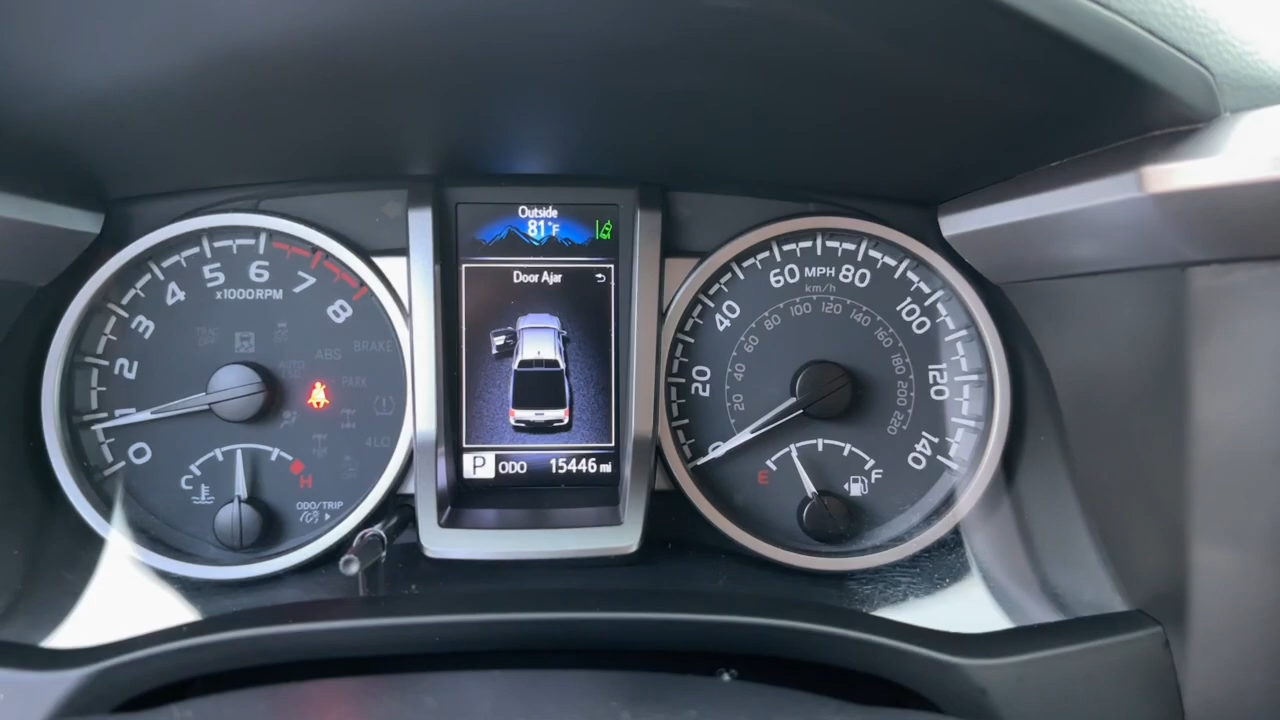 Outside
81°F
Door Ajar
P ODO 15446 mi
0 1 2 3 4 5 6 7 8
x1000RPM
TRAC
OFF
ABS
BRAKE
PARK
4LO
C H
ODO/TRIP
0 20 40 60 80 100 120 140
MPH
km/h
20 40 60 80 100 120 140 160 180 200 220
E F